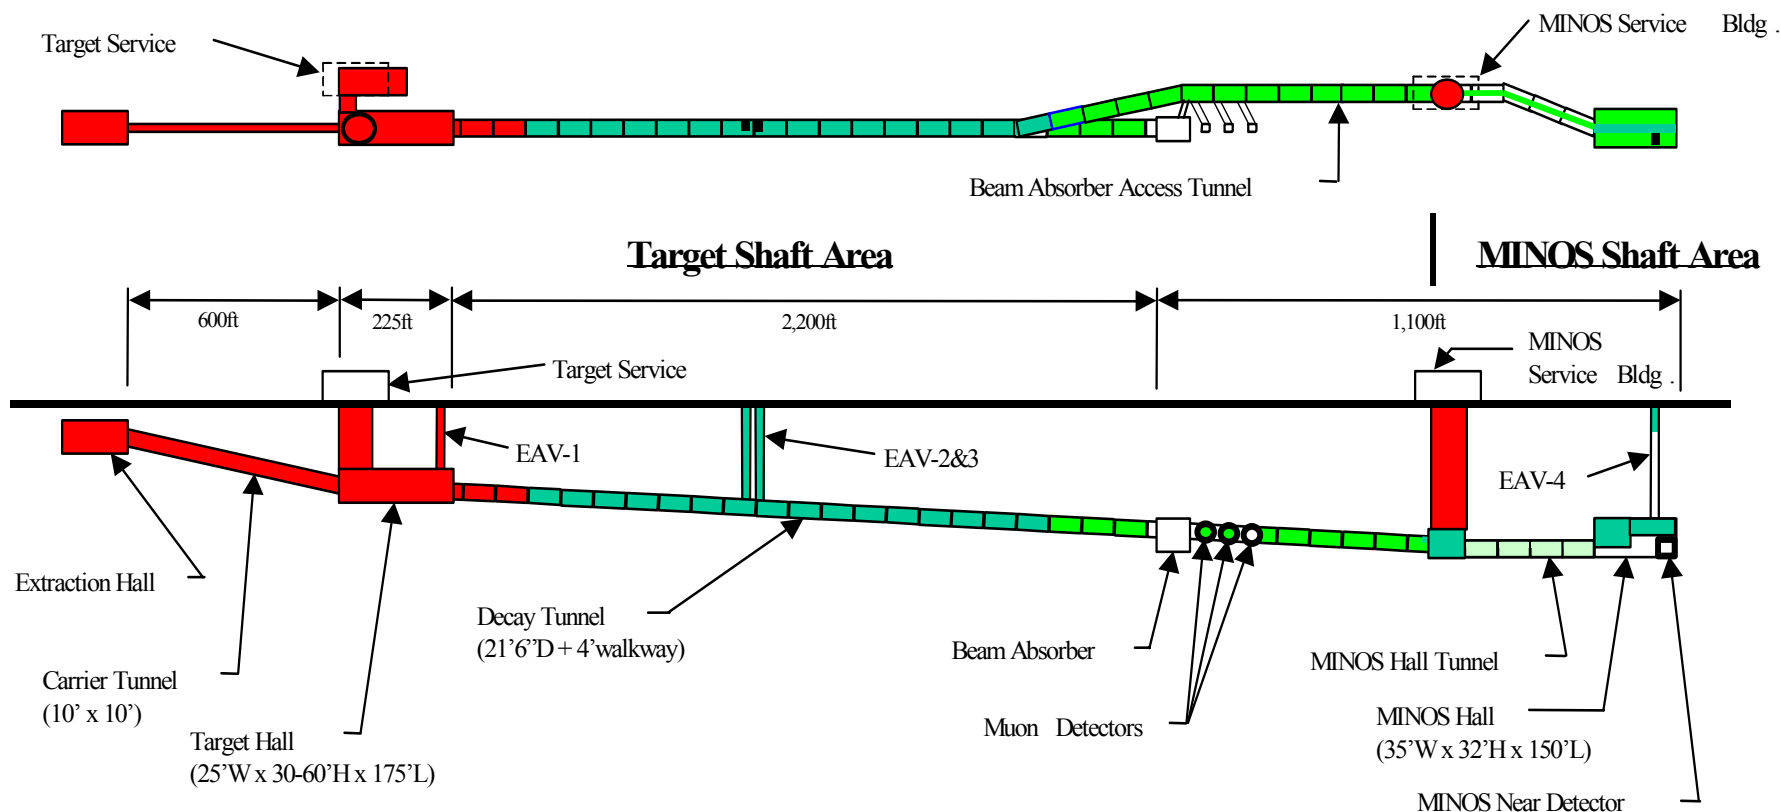 MINOS Service Bldg .
Target Service
Beam Absorber Access Tunnel
Target Shaft Area
MINOS Shaft Area
600ft
225ft
2,200ft
1,100ft
MINOS
Service Bldg .
Target Service
EAV-1
EAV-2&3
EAV-4
Extraction Hall
Decay Tunnel
(21’6”D + 4’walkway)
Beam Absorber
MINOS Hall Tunnel
Carrier Tunnel
(10’ x 10’)
Muon Detectors
MINOS Hall
(35’W x 32’H x 150’L)
Target Hall
(25’W x 30-60’H x 175’L)
MINOS Near Detector